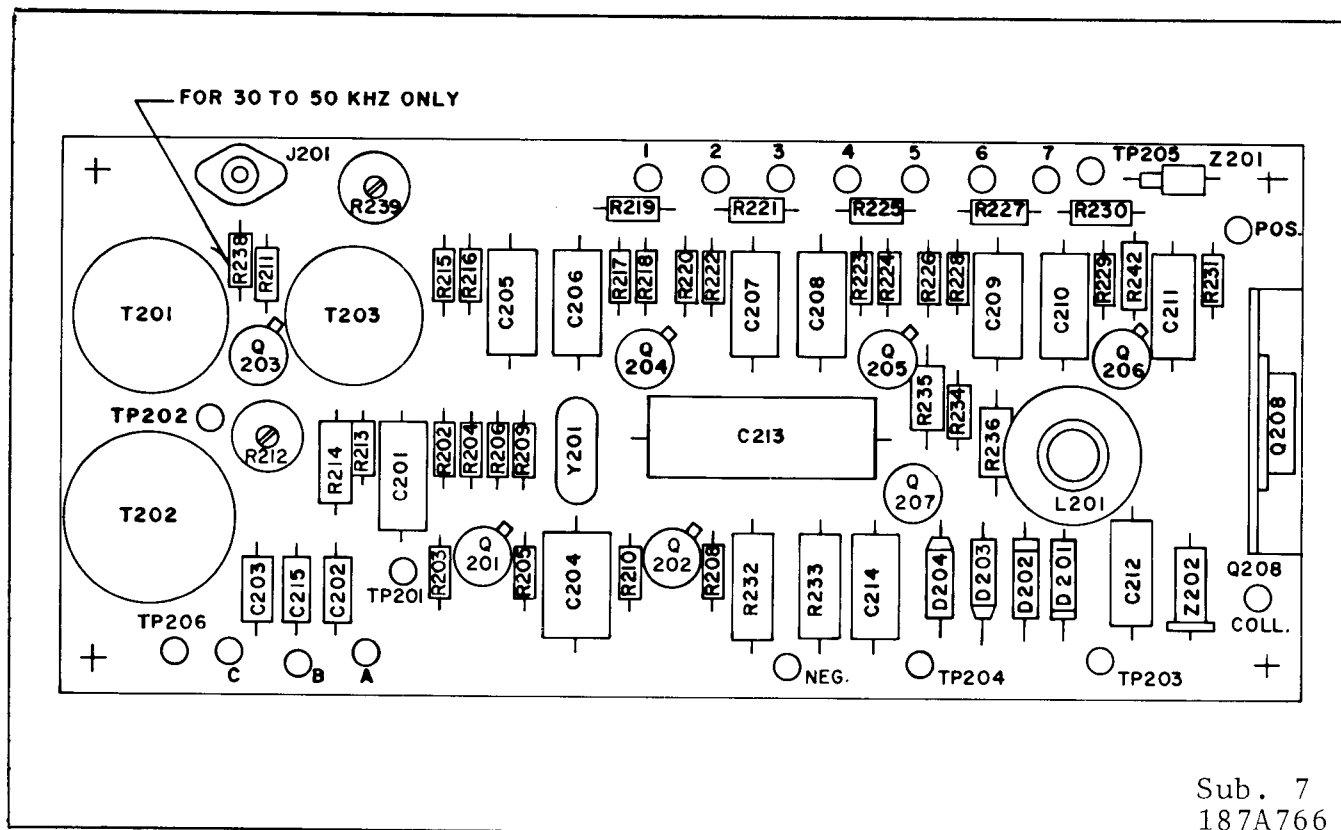 FOR 30 TO 50 KHZ ONLY
J201
R239
1
2
3
4
5
6
7
TP205
Z201
R219
R221
R225
R227
R230
POS.
R238
R211
T201
T203
Q
203
R215
R216
C205
C206
R217
R218
R220
R222
C207
C208
R223
R224
R226
R228
C209
C210
R229
R242
C211
R231
Q
204
Q
205
Q
206
R235
R234
R236
Q208
TP202
R212
T202
R214
R213
C201
R202
R204
R206
R209
Y201
C213
Q
207
L201
C203
C215
C202
TP201
R203
Q
201
R205
C204
R210
Q
202
R208
R232
R233
C214
D204
D203
D202
D201
C212
Z202
Q208
COLL.
TP206
C
B
A
NEG.
TP204
TP203
Sub. 7
187A766